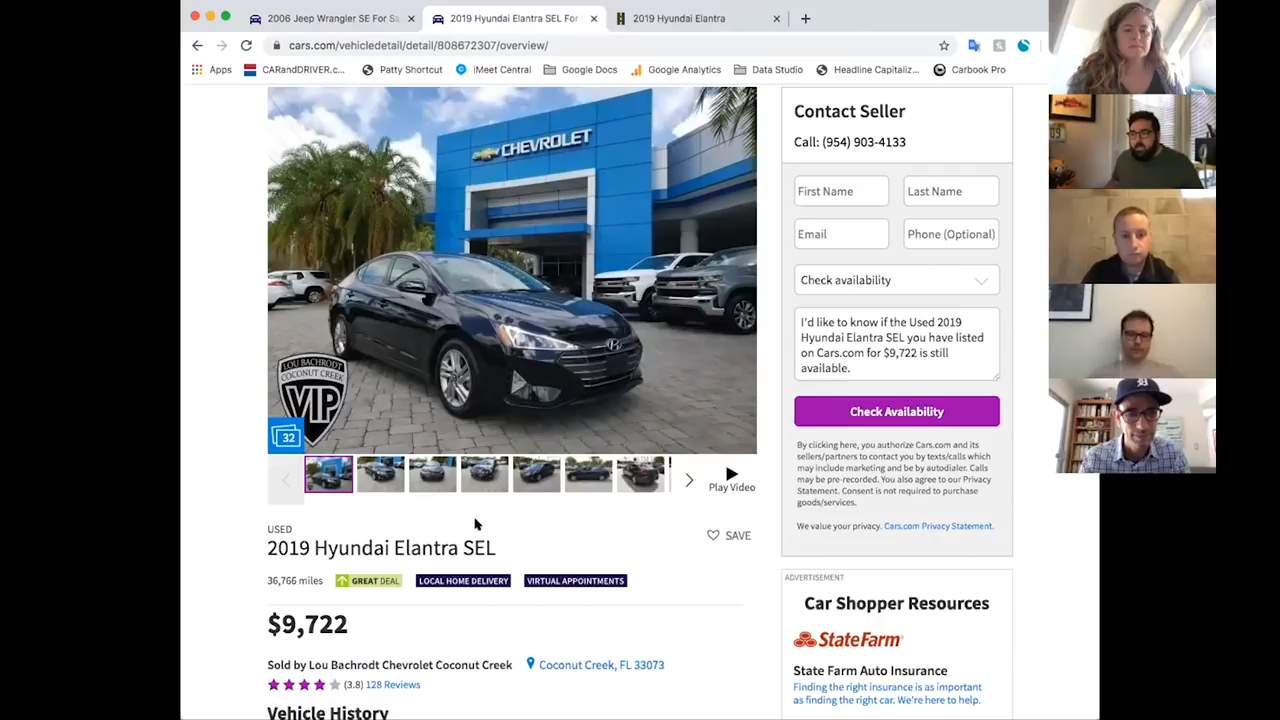 2006 Jeep Wrangler SE For Sa
2019 Hyundai Elantra SEL For
2019 Hyundai Elantra
cars.com/vehicledetail/detail/808672307/overview/
Apps
CARandDRIVER.c...
Patty Shortcut
iMeet Central
Google Docs
Google Analytics
Data Studio
Headline Capitaliz...
Carbook Pro
CHEVROLET
LOU BACHRODT
COCONUT CREEK
VIP
32
Play Video
USED
2019 Hyundai Elantra SEL
SAVE
36,766 miles
GREAT DEAL
LOCAL HOME DELIVERY
VIRTUAL APPOINTMENTS
$9,722
Sold by Lou Bachrodt Chevrolet Coconut Creek
Coconut Creek, FL 33073
(3.8) 128 Reviews
Vehicle History
Contact Seller
Call: (954) 903-4133
First Name
Last Name
Email
Phone (Optional)
Check availability
I'd like to know if the Used 2019
Hyundai Elantra SEL you have listed
on Cars.com for $9,722 is still
available.
Check Availability
By clicking here, you authorize Cars.com and its
sellers/partners to contact you by texts/calls which
may include marketing and be by autodialer. Calls
may be pre-recorded. You also agree to our Privacy
Statement. Consent is not required to purchase
goods/services.
We value your privacy. Cars.com Privacy Statement.
ADVERTISEMENT
Car Shopper Resources
State Farm
State Farm Auto Insurance
Finding the right insurance is as important
as finding the right car. We're here to help.